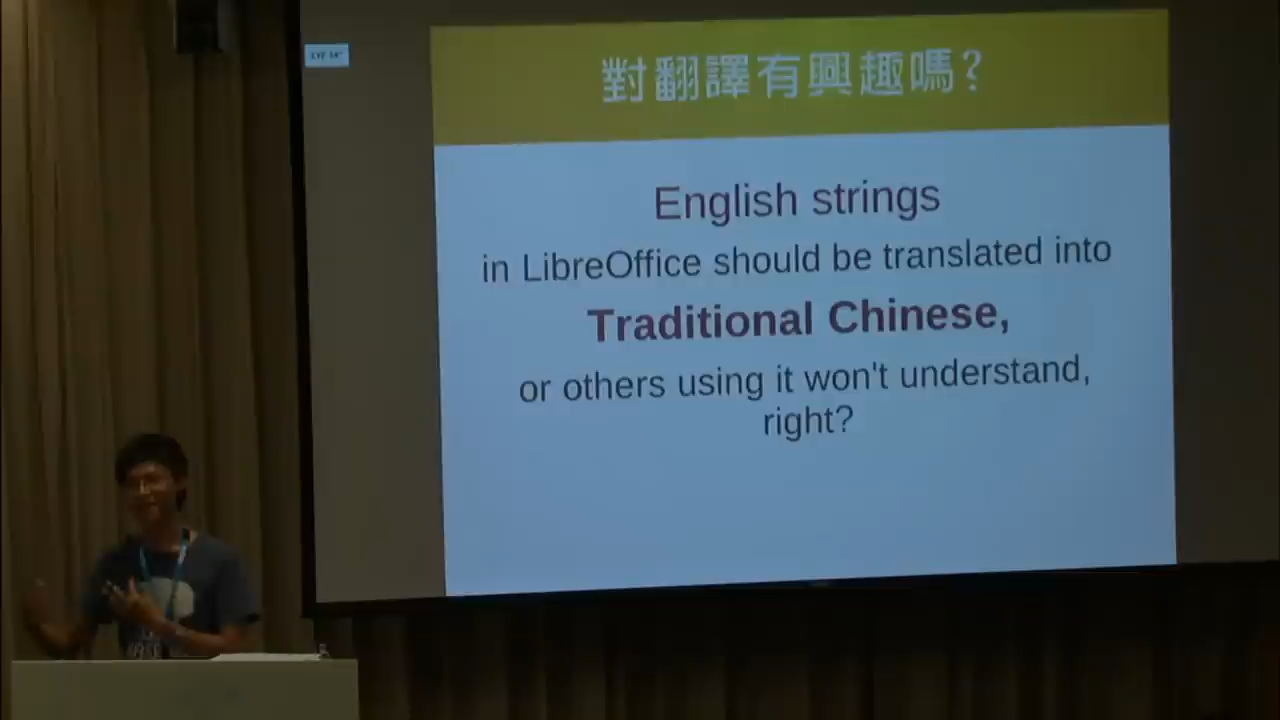 對翻譯有興趣嗎?
English strings
in LibreOffice should be translated into
Traditional Chinese,
or others using it won't understand,
right?